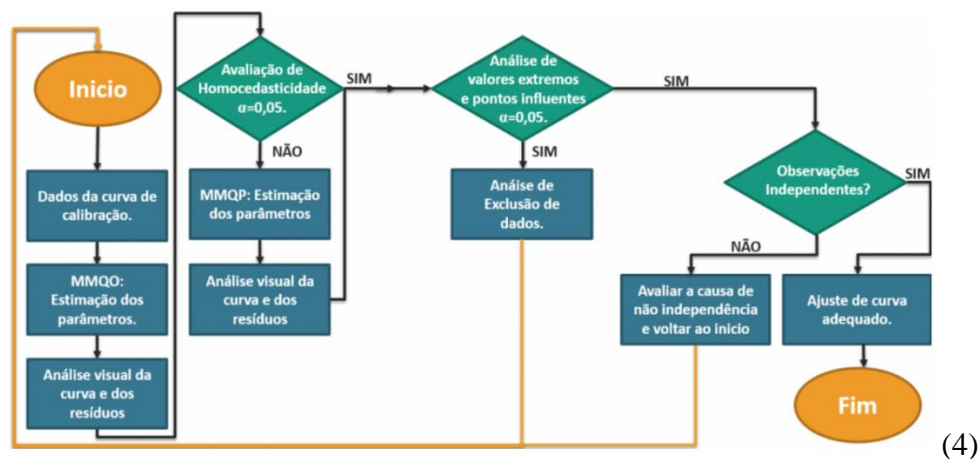 Inicio
Dados da curva de
calibração.
MMQO:
Estimação dos
parâmetros.
Análise visual da
curva e dos
resíduos
Avaliação de
Homocedasticidade
α=0,05.
SIM
NÃO
MMQP: Estimação
dos parâmetros
Análise visual da
curva e dos
resíduos
Análise de
valores extremos
e pontos influentes
α=0,05.
SIM
SIM
Anáise de
Exclusão de
dados.
Observações
Independentes?
SIM
NÃO
Avaliar a causa de
não independência
e voltar ao inicio
Ajuste de curva
adequado.
Fim
(4)